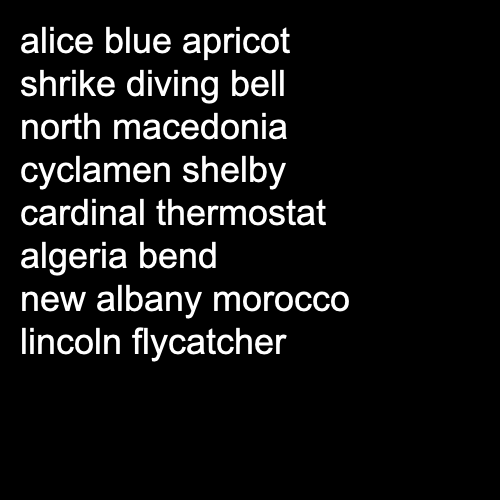 alice blue apricot
shrike diving bell
north macedonia
cyclamen shelby
cardinal thermostat
algeria bend
new albany morocco
lincoln flycatcher